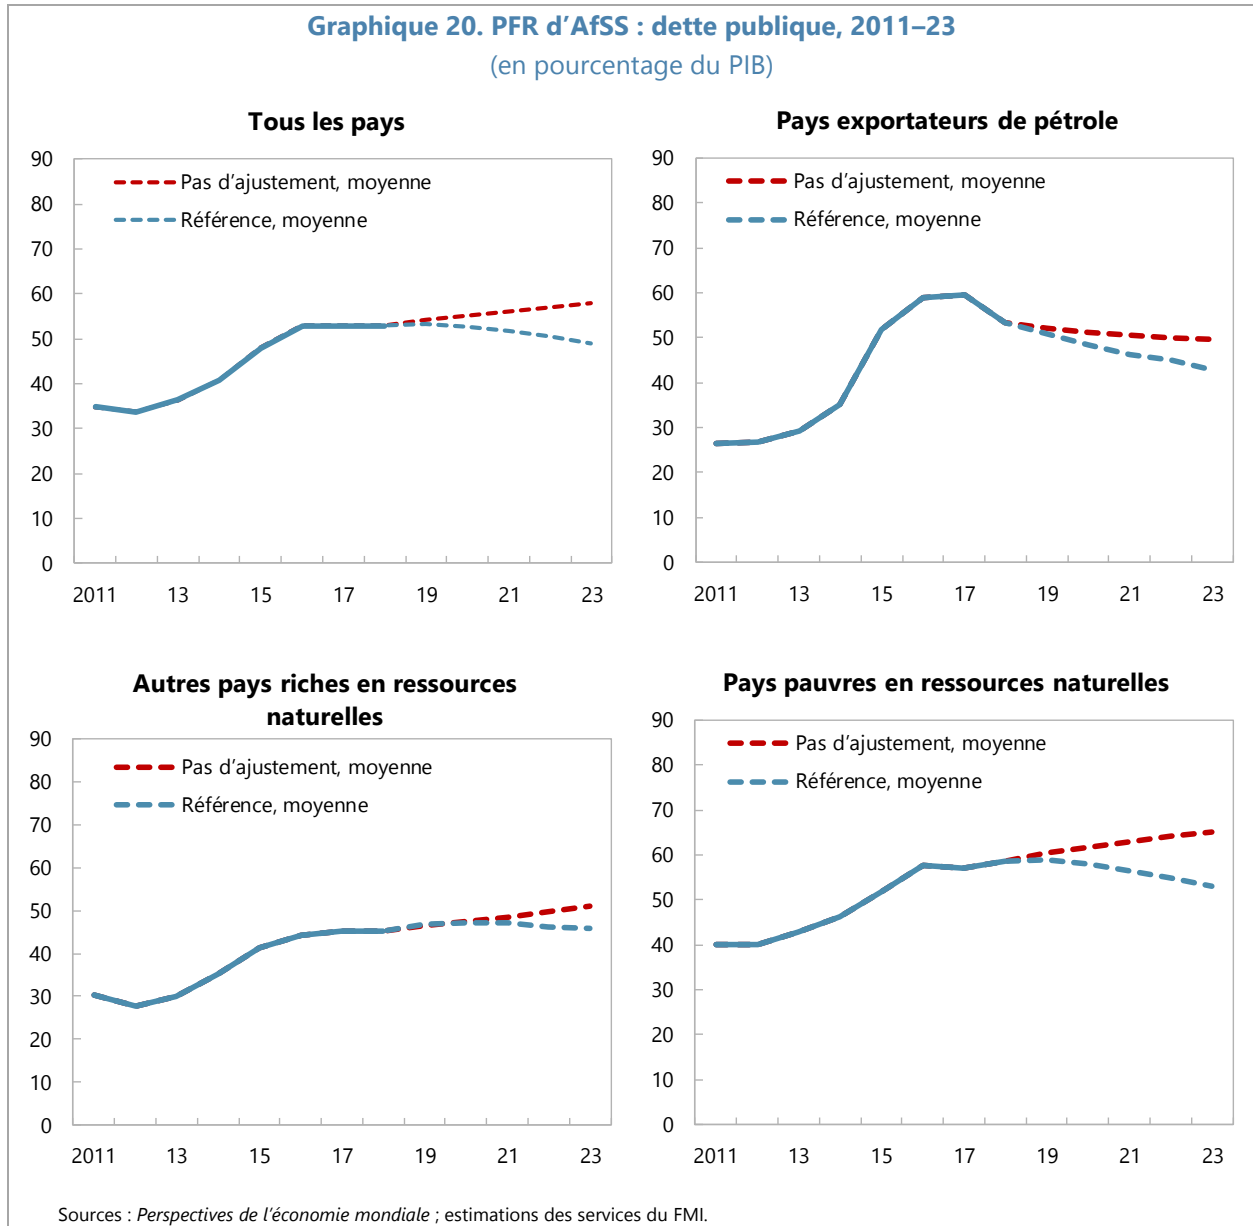 Graphique 20. PFR d’AfSS : dette publique, 2011–23
(en pourcentage du PIB)
Tous les pays
90
80
70
60
50
40
30
20
10
0
Pas d’ajustement, moyenne
Référence, moyenne
2011 13 15 17 19 21 23
Pays exportateurs de pétrole
90
80
70
60
50
40
30
20
10
0
Pas d’ajustement, moyenne
Référence, moyenne
2011 13 15 17 19 21 23
Autres pays riches en ressources
naturelles
90
80
70
60
50
40
30
20
10
0
Pas d’ajustement, moyenne
Référence, moyenne
2011 13 15 17 19 21 23
Pays pauvres en ressources naturelles
90
80
70
60
50
40
30
20
10
0
Pas d’ajustement, moyenne
Référence, moyenne
2011 13 15 17 19 21 23
Sources : Perspectives de l’économie mondiale ; estimations des services du FMI.